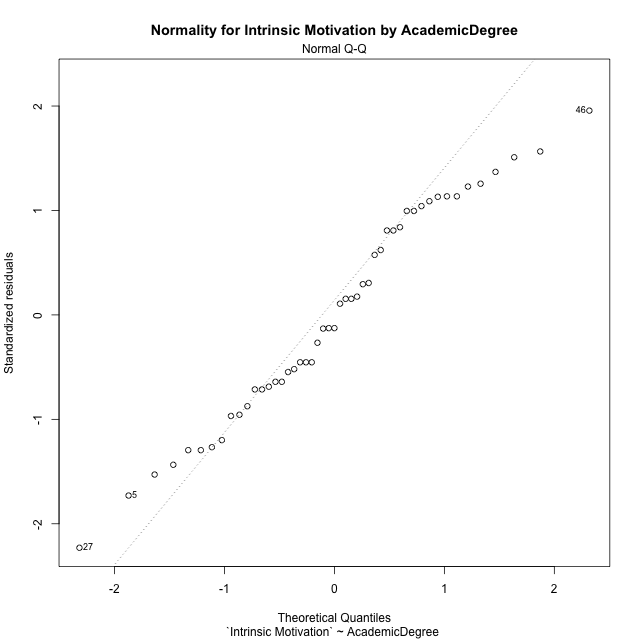 Normality for Intrinsic Motivation by AcademicDegree
Normal Q-Q
2
1
0
-1
-2
Standardized residuals
46
5
27
-2
-1
0
1
2
Theoretical Quantiles
`Intrinsic Motivation` ~ AcademicDegree